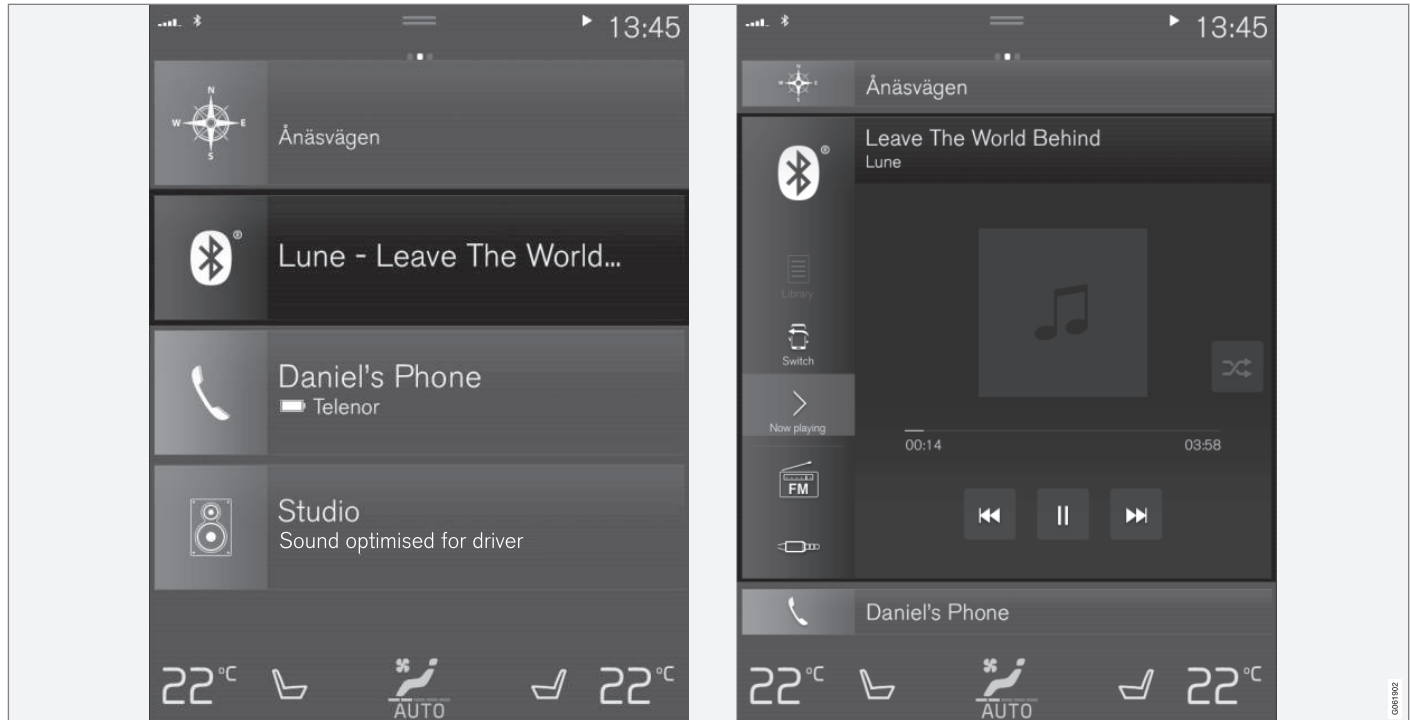 13:45
N
W E
S
Ånäsvägen
®
Lune - Leave The World...
Daniel's Phone
Telenor
Studio
Sound optimised for driver
22°C
AUTO
22°C
13:45
N
W E
S
Ånäsvägen
®
Leave The World Behind
Lune
Library
Switch
Now playing
00:14
03:58
FM
Daniel's Phone
22°C
AUTO
22°C
G061902